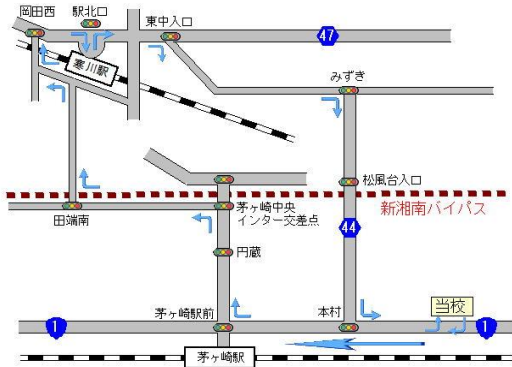 岡田西
駅北口
東中入口
47
寒川駅
みずき
松風台入口
新湘南バイパス
田端南
茅ヶ崎中央
インター交差点
44
円蔵
茅ヶ崎駅前
本村
当校
1
1
茅ヶ崎駅